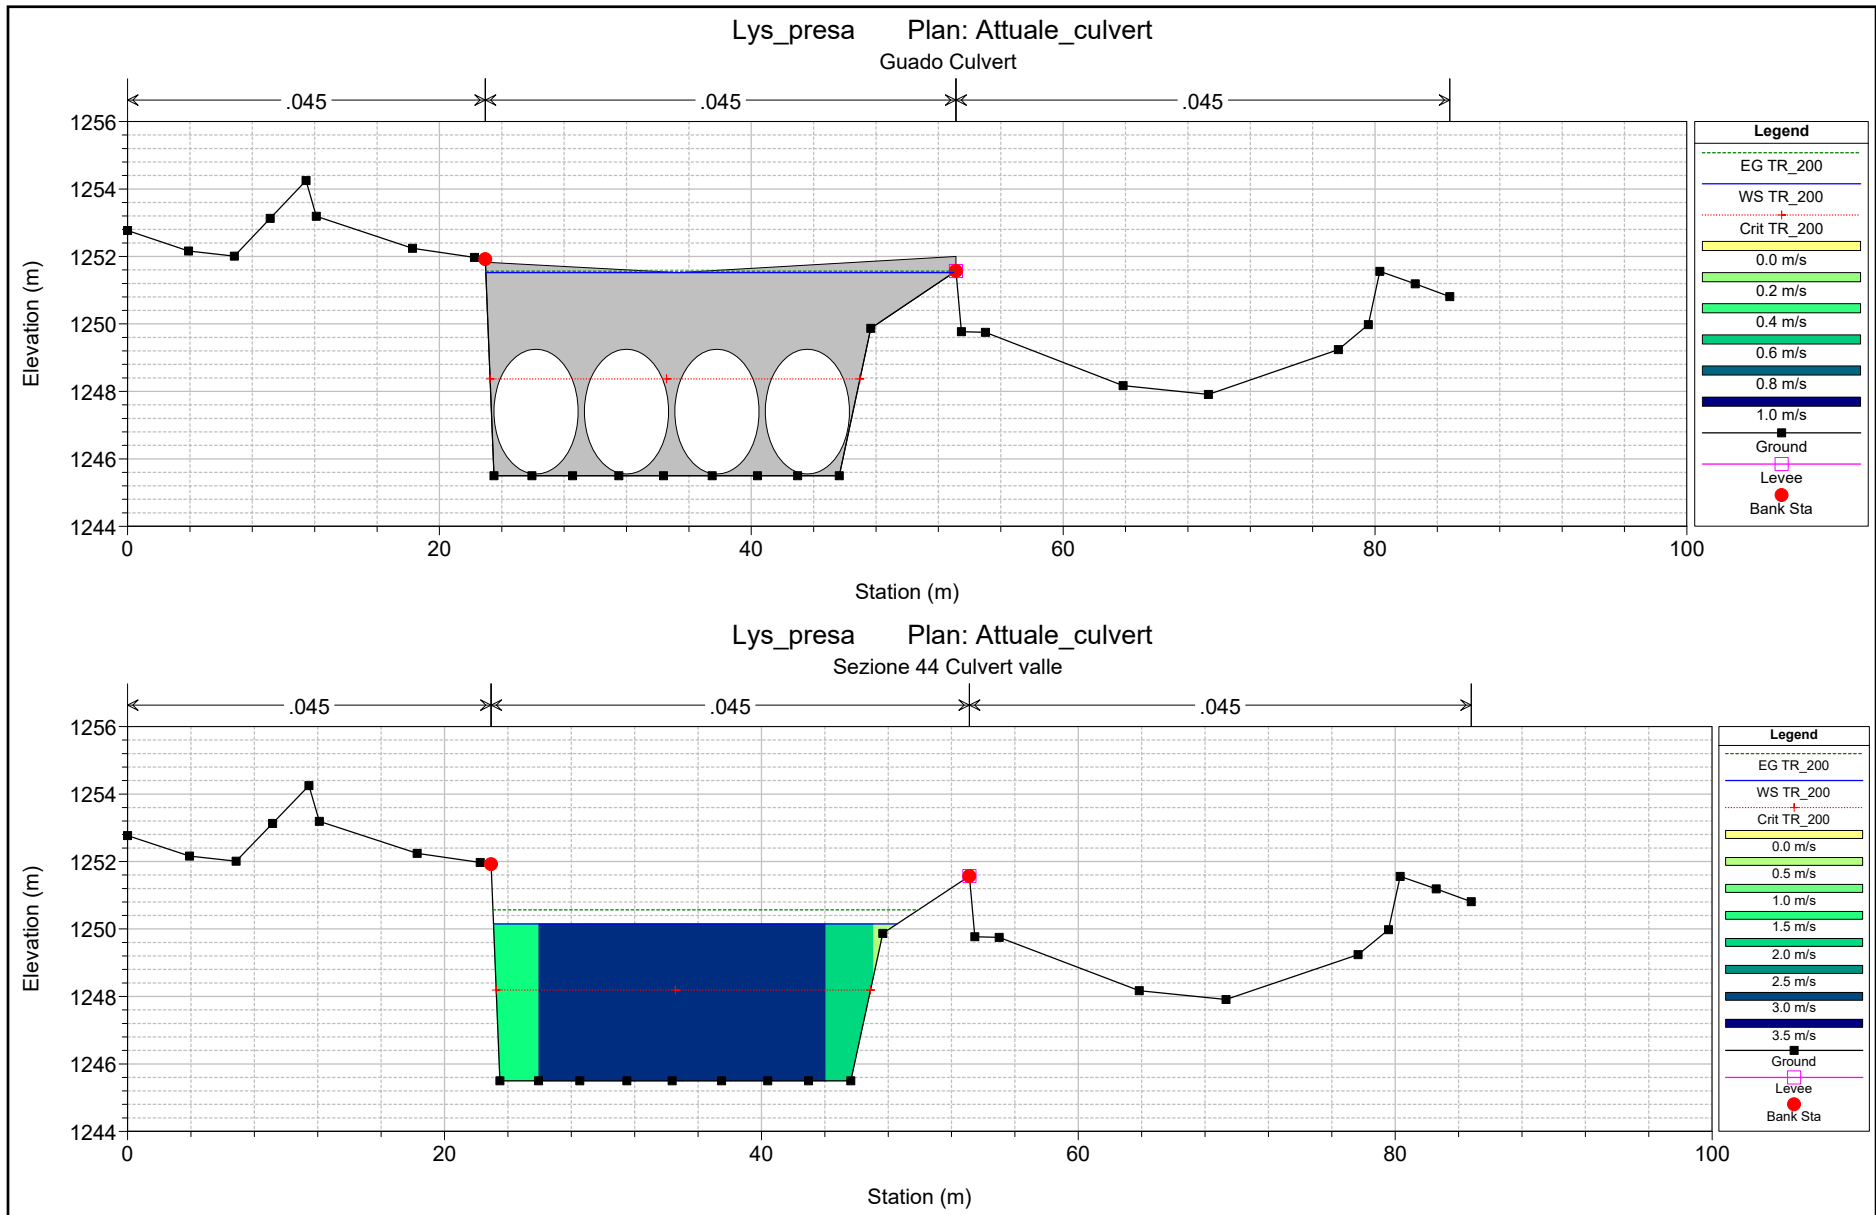 Lys_presa Plan: Attuale_culvert
Guado Culvert
.045 .045 .045
1256
1254
1252
1250
1248
1246
1244
Elevation (m)
0 20 40 60 80 100
Station (m)
Legend
EG TR_200
WS TR_200
Crit TR_200
0.0 m/s
0.2 m/s
0.4 m/s
0.6 m/s
0.8 m/s
1.0 m/s
Ground
Levee
Bank Sta
Lys_presa Plan: Attuale_culvert
Sezione 44 Culvert valle
.045 .045 .045
1256
1254
1252
1250
1248
1246
1244
Elevation (m)
0 20 40 60 80 100
Station (m)
Legend
EG TR_200
WS TR_200
Crit TR_200
0.0 m/s
0.5 m/s
1.0 m/s
1.5 m/s
2.0 m/s
2.5 m/s
3.0 m/s
3.5 m/s
Ground
Levee
Bank Sta